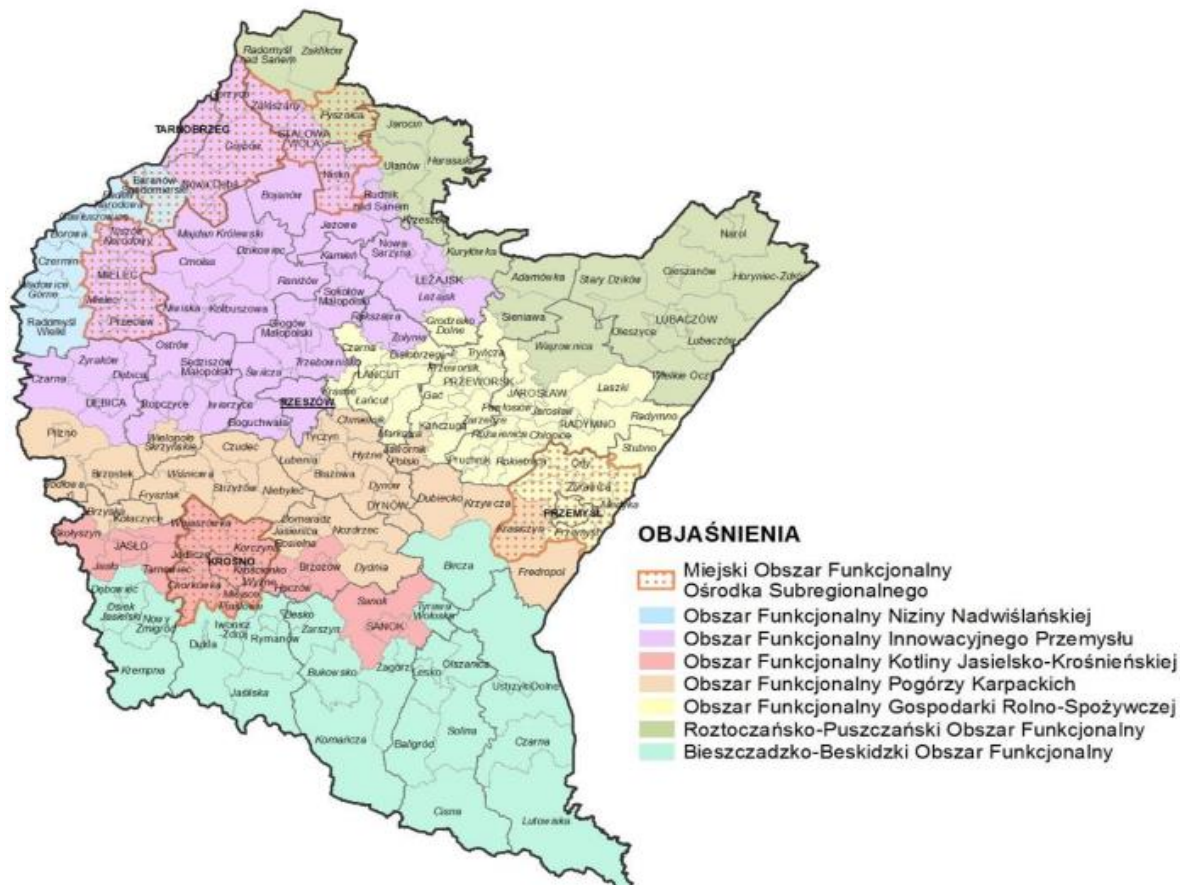 Radomyśl
nad Sanem
Zaklików
Zaleszany
Pysznica
TARNOBRZEG
STALOWA
WOLA
Jarocin
Grębów
Ulanów
Harasiuki
Nisko
Baranów
Sandomierski
Nowa Dęba
Bojanów
Rudnik
nad Sanem
Krzeszów
Borowa
Tuszów
Narodowy
Majdan Królewski
Jeżowe
Nowa
Sarzyna
Kuryłówka
Narol
Dzikowiec
Kamień
Adamówka
Stary Dzików
Cieszanów
Horyniec-Zdrój
Czermin
Cmolas
MIELEC
Raniżów
LEŻAJSK
Leżajsk
Wadowice
Górne
Sokołów
Małopolski
Mielec
Niwiska
Kolbuszowa
Sieniawa
LUBACZÓW
Oleszyce
Lubaczów
Radomyśl
Wielki
Przecław
Głogów
Małopolski
Rakszawa
Grodzisko
Dolne
Żołynia
Wiązownica
Ostrów
Trzebownisko
Czarna
Białobrzegi
Tryńcza
Wielkie Oczy
Żyraków
Sędziszów
Małopolski
Świlcza
ŁAŃCUT
Przeworsk
PRZEWORSK
Czarna
Dębica
Krasne
Łańcut
Gać
JAROSŁAW
Laszki
DĘBICA
Ropczyce
Iwierzyce
RZESZÓW
Pawłosiów
Jarosław
Radymno
Boguchwała
Kańczuga
Zarzecze
RADYMNO
Chmielnik
Markowa
Roźwienica
Chłopice
Stubno
Pilzno
Wielopole
Skrzyńskie
Czudec
Tyczyn
Jawornik
Polski
Pruchnik
Rokietnica
Lubenia
Hyżne
Orły
Brzostek
Wiśniowa
Błażowa
Żurawica
Frysztak
Strzyżów
Niebylec
Dynów
DYNÓW
Dubiecko
Krzywcza
Medyka
Brzyska
Kołaczyce
PRZEMYŚL
Krasiczyn
Przemyśl
Wojaszówka
Domaradz
Jasienica
Rosielna
Nozdrzec
Skołyszyn
JASŁO
Jedlicze
Korczyna
Jasło
Tarnowiec
KROSNO
Krościenko
Wyżne
Brzozów
Dydnia
Bircza
Fredropol
Chorkówka
Haczów
Miejsce
Piastowe
Dębowiec
Sanok
SANOK
Tyrawa
Wołoska
Osiek
Jasielski
Nowy
Żmigród
Besko
Iwonicz
Zdrój
Zarszyn
Dukla
Rymanów
Krempna
Bukowsko
Zagórz
Lesko
Olszanica
Ustrzyki Dolne
Jaśliska
Komańcza
Baligród
Solina
Czarna
Cisna
Lutowiska
OBJAŚNIENIA
Miejski Obszar Funkcjonalny
Ośrodka Subregionalnego
Obszar Funkcjonalny Niziny Nadwiślańskiej
Obszar Funkcjonalny Innowacyjnego Przemysłu
Obszar Funkcjonalny Kotliny Jasielsko-Krośnieńskiej
Obszar Funkcjonalny Pogórzy Karpackich
Obszar Funkcjonalny Gospodarki Rolno-Spożywczej
Roztoczańsko-Puszczański Obszar Funkcjonalny
Bieszczadzko-Beskidzki Obszar Funkcjonalny